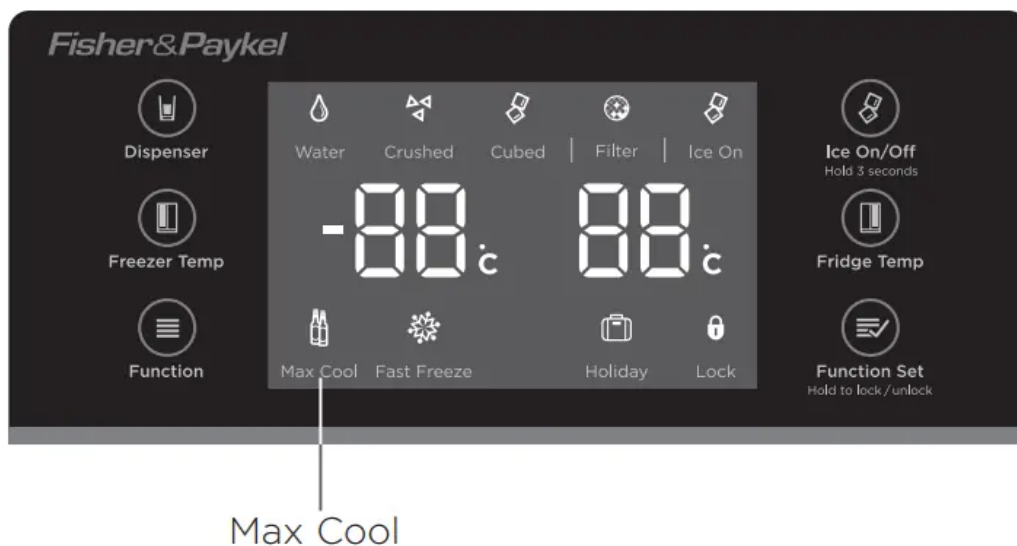 Fisher&Paykel
Dispenser
Water Crushed Cubed Filter Ice On
Ice On/Off
Hold 3 seconds
-88°c 88°c
Freezer Temp
Fridge Temp
Function
Max Cool Fast Freeze Holiday Lock
Function Set
Hold to lock/unlock
Max Cool